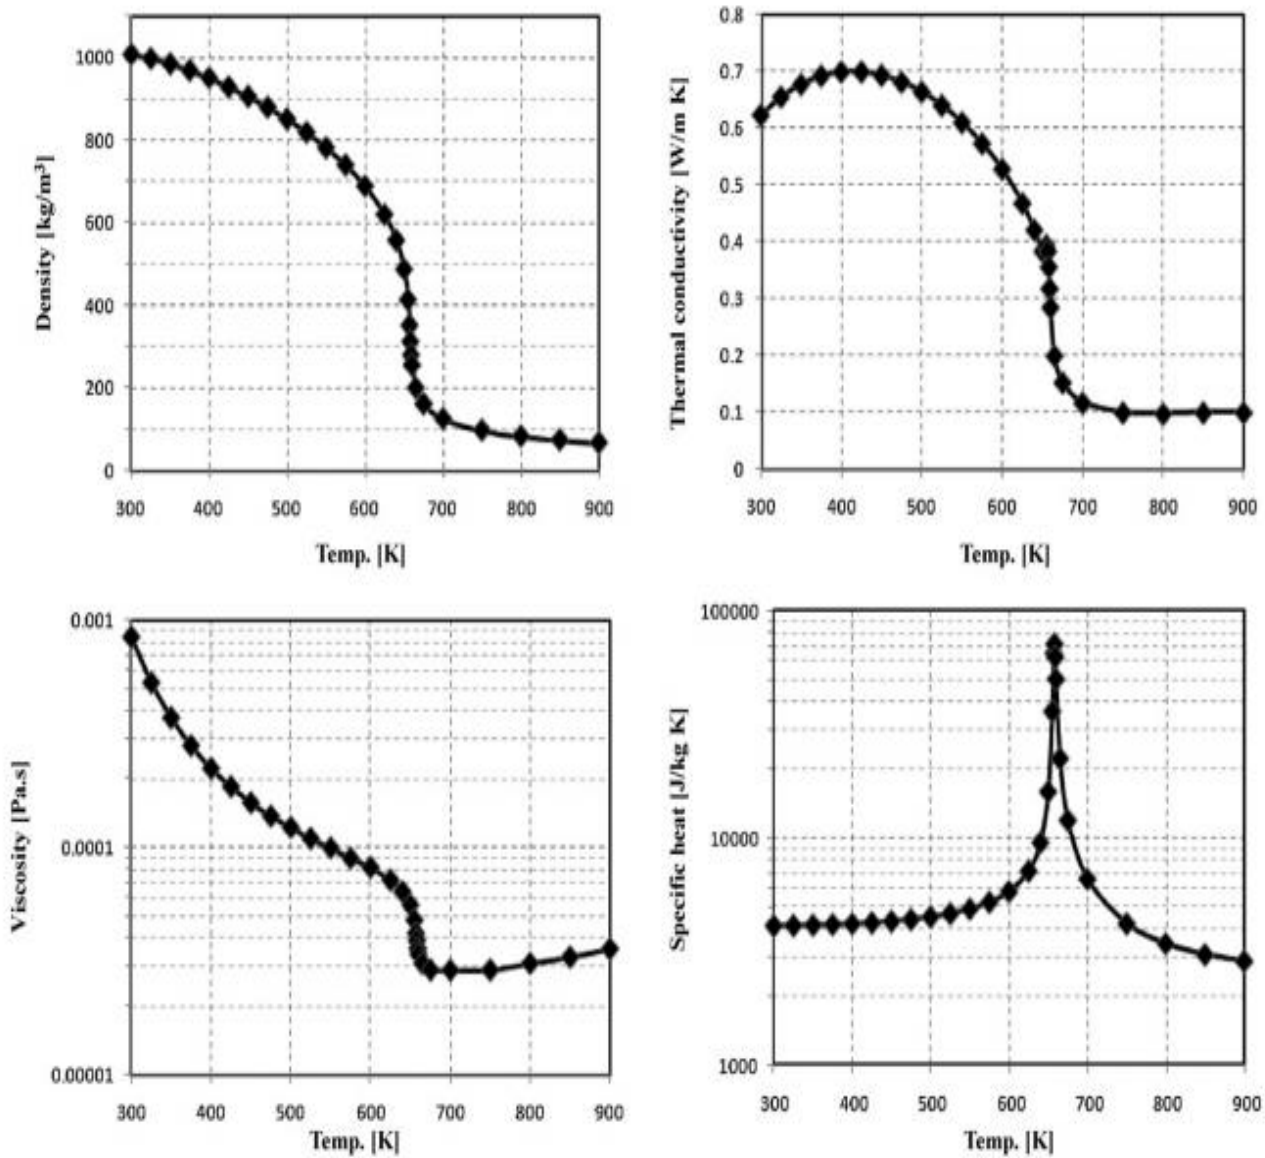 Density [kg/m³]
1000
800
600
400
200
0
300 400 500 600 700 800 900
Temp. [K]
Thermal conductivity [W/m K]
0.8
0.7
0.6
0.5
0.4
0.3
0.2
0.1
0
300 400 500 600 700 800 900
Temp. [K]
Viscosity [Pa.s]
0.001
0.0001
0.00001
300 400 500 600 700 800 900
Temp. [K]
Specific heat [J/kg K]
100000
10000
1000
300 400 500 600 700 800 900
Temp. [K]